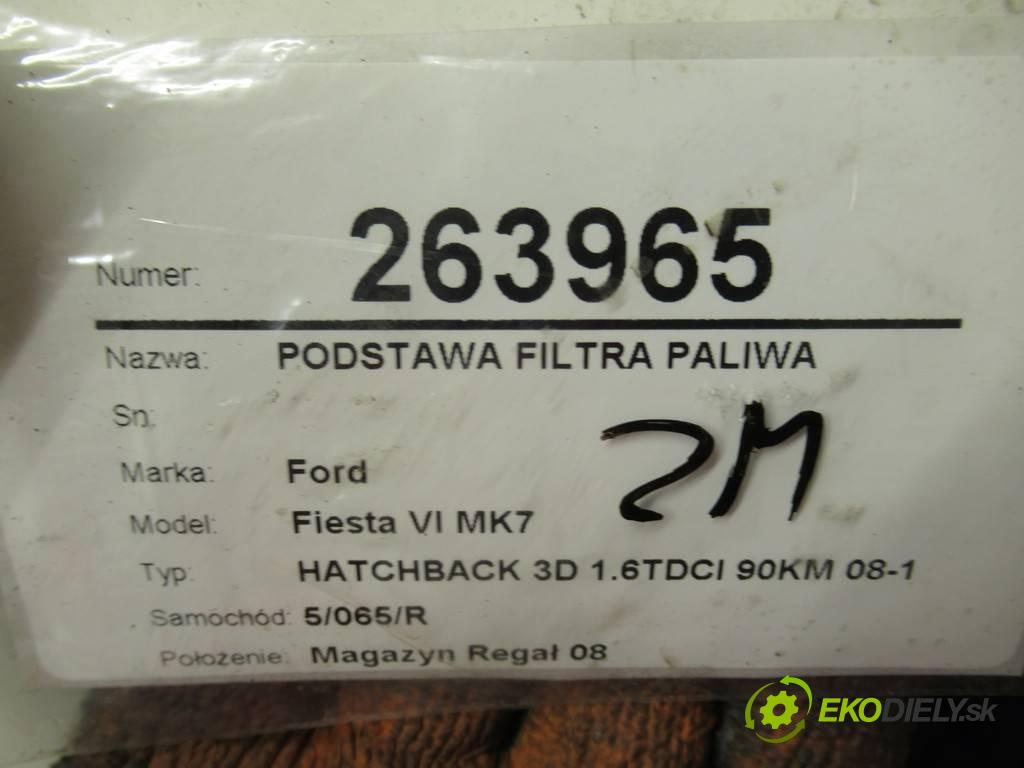 Numer: 263965
Nazwa: PODSTAWA FILTRA PALIWA
Sn:
2M
Marka: Ford
Model: Fiesta VI MK7
Typ: HATCHBACK 3D 1.6TDCI 90KM 08-1
Samochód: 5/065/R
Położenie: Magazyn Regał 08
EKODIELY.sk